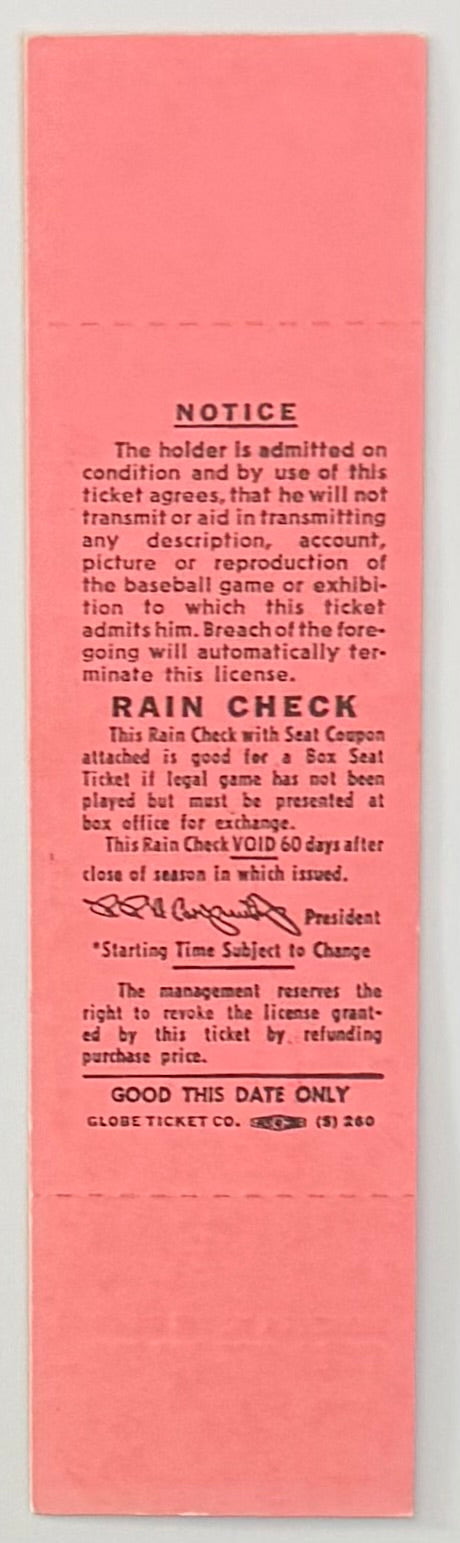 NOTICE
The holder is admitted on
condition and by use of this
ticket agrees, that he will not
transmit or aid in transmitting
any description, account,
picture or reproduction of
the baseball game or exhibi-
tion to which this ticket
admits him. Breach of the fore-
going will automatically ter-
minate this license.
RAIN CHECK
This Rain Check with Seat Coupon
attached is good for a Box Seat
Ticket if legal game has not been
played but must be presented at
box office for exchange.
This Rain Check VOID 60 days after
close of season in which issued.
President
*Starting Time Subject to Change
The management reserves the
right to revoke the license grant-
ed by this ticket by refunding
purchase price.
GOOD THIS DATE ONLY
GLOBE TICKET CO. (S) 260